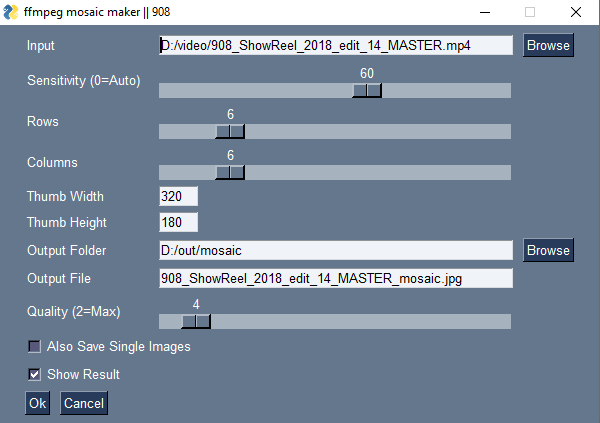 ffmpeg mosaic maker || 908
Input D:/video/908_ShowReel_2018_edit_14_MASTER.mp4 Browse
Sensitivity (0=Auto) 60
Rows 6
Columns 6
Thumb Width 320
Thumb Height 180
Output Folder D:/out/mosaic Browse
Output File 908_ShowReel_2018_edit_14_MASTER_mosaic.jpg
Quality (2=Max) 4
Also Save Single Images
Show Result
Ok Cancel